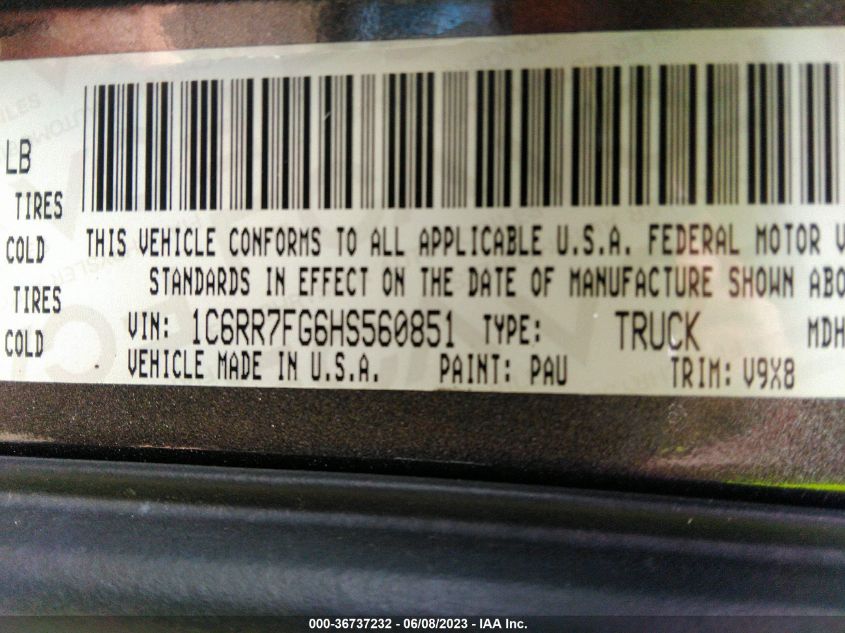 LB
TIRES
COLD
TIRES
COLD
THIS VEHICLE CONFORMS TO ALL APPLICABLE U.S.A. FEDERAL MOTOR V
STANDARDS IN EFFECT ON THE DATE OF MANUFACTURE SHOWN ABO
VIN: 1C6RR7FG6HS560851 TYPE: TRUCK MDH
VEHICLE MADE IN U.S.A. PAINT: PAU TRIM: V9X8
000-36737232 - 06/08/2023 - IAA Inc.